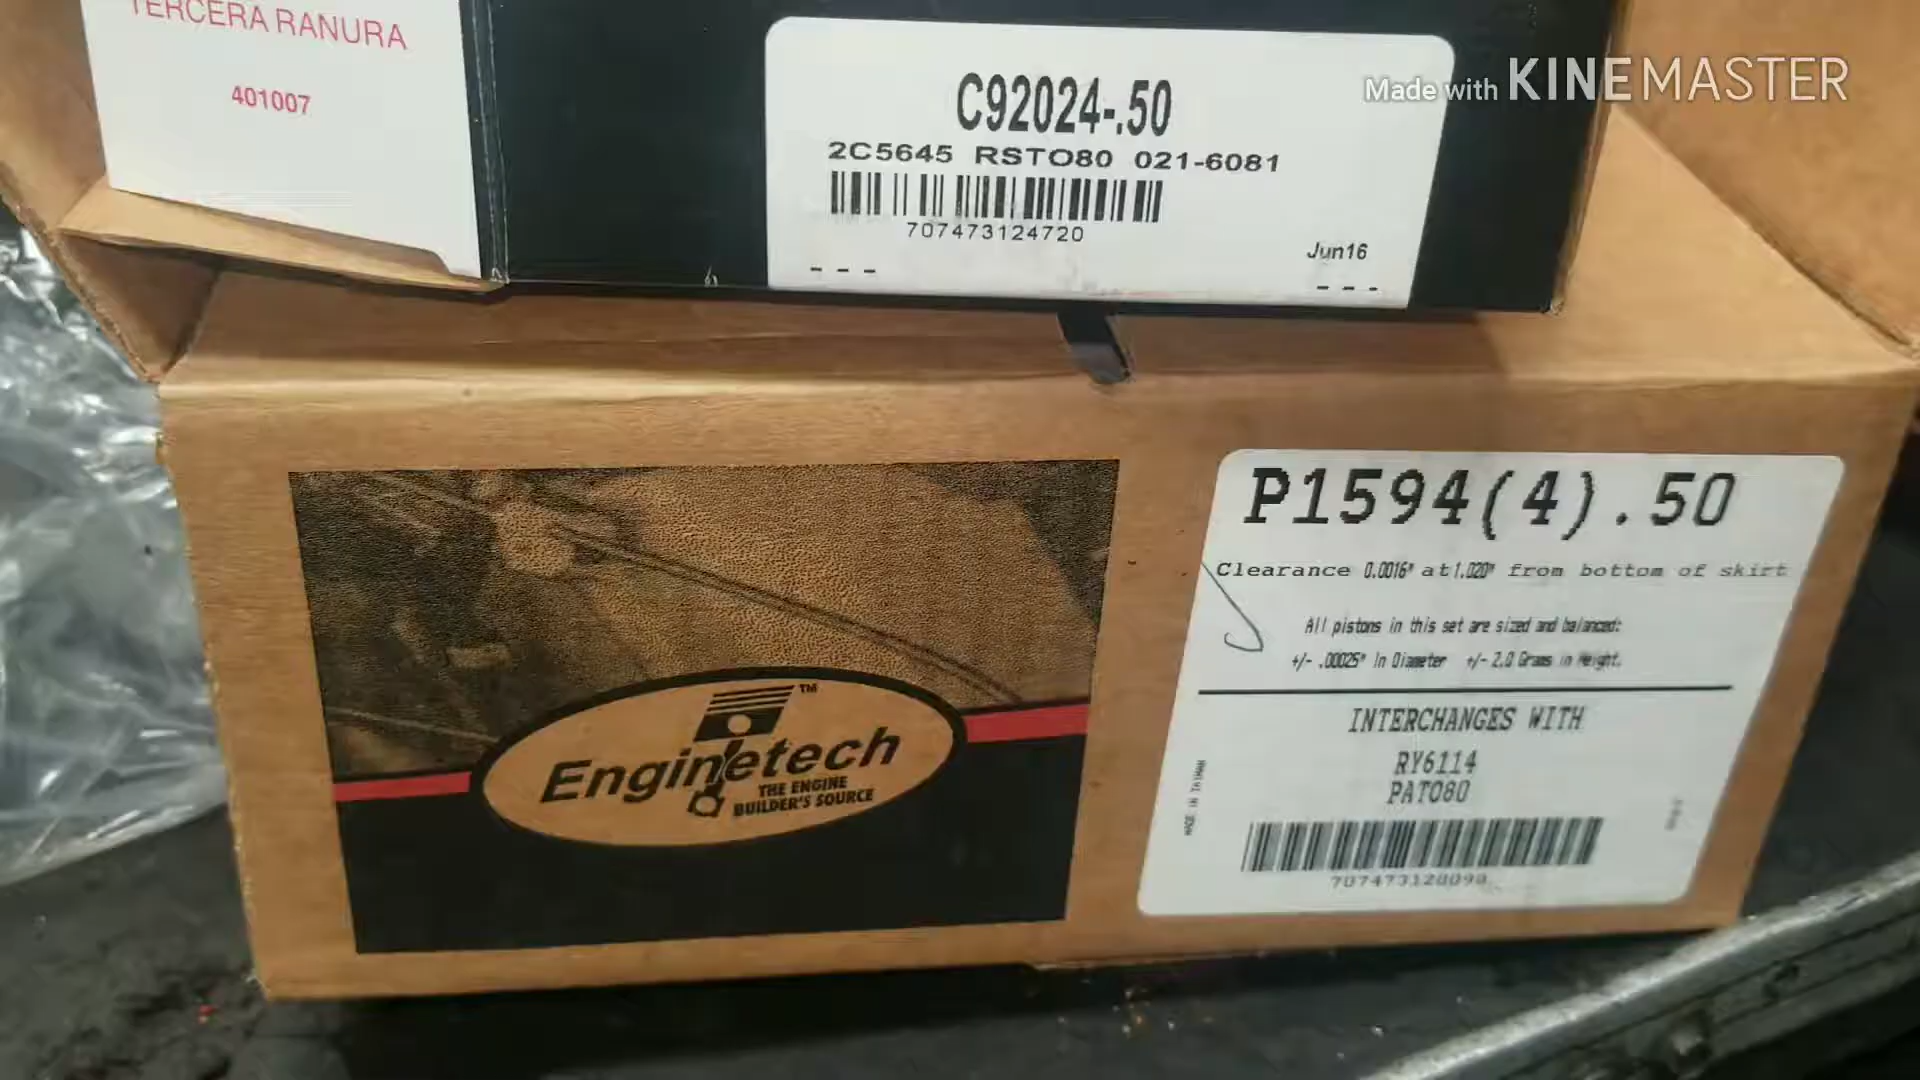 TERCERA RANURA
401007
C92024-.50
2C5645 RSTO80 021-6081
707473124720
Jun16
Made with KINEMASTER
P1594(4).50
Clearance 0.0016" at 1.020" from bottom of skirt
All pistons in this set are sized and balanced:
+/- .00025" In Diameter +/- 2.0 Grams in Weight.
INTERCHANGES WITH
RY6114
PATO80
MADE IN TAIWAN
Enginetech
TM
THE ENGINE
BUILDER'S SOURCE